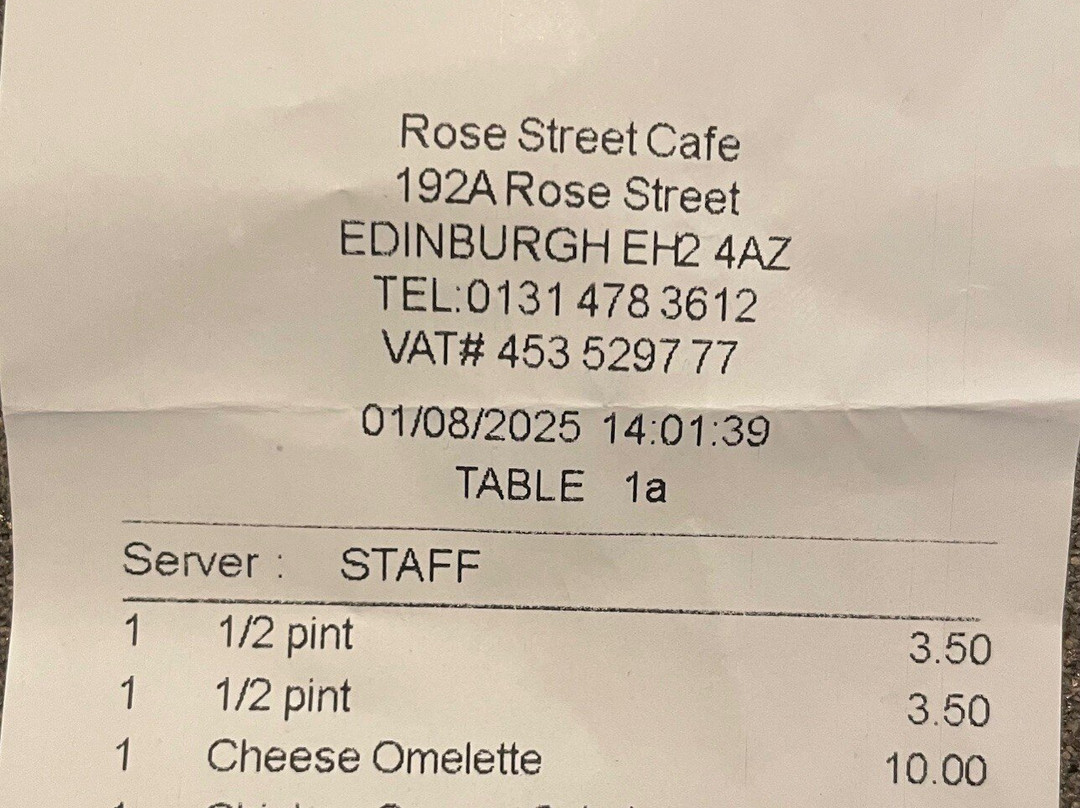 Rose Street Cafe
192A Rose Street
EDINBURGH EH2 4AZ
TEL:0131 478 3612
VAT# 453 5297 77
01/08/2025 14:01:39
TABLE 1a
Server : STAFF
1 1/2 pint 3.50
1 1/2 pint 3.50
1 Cheese Omelette 10.00